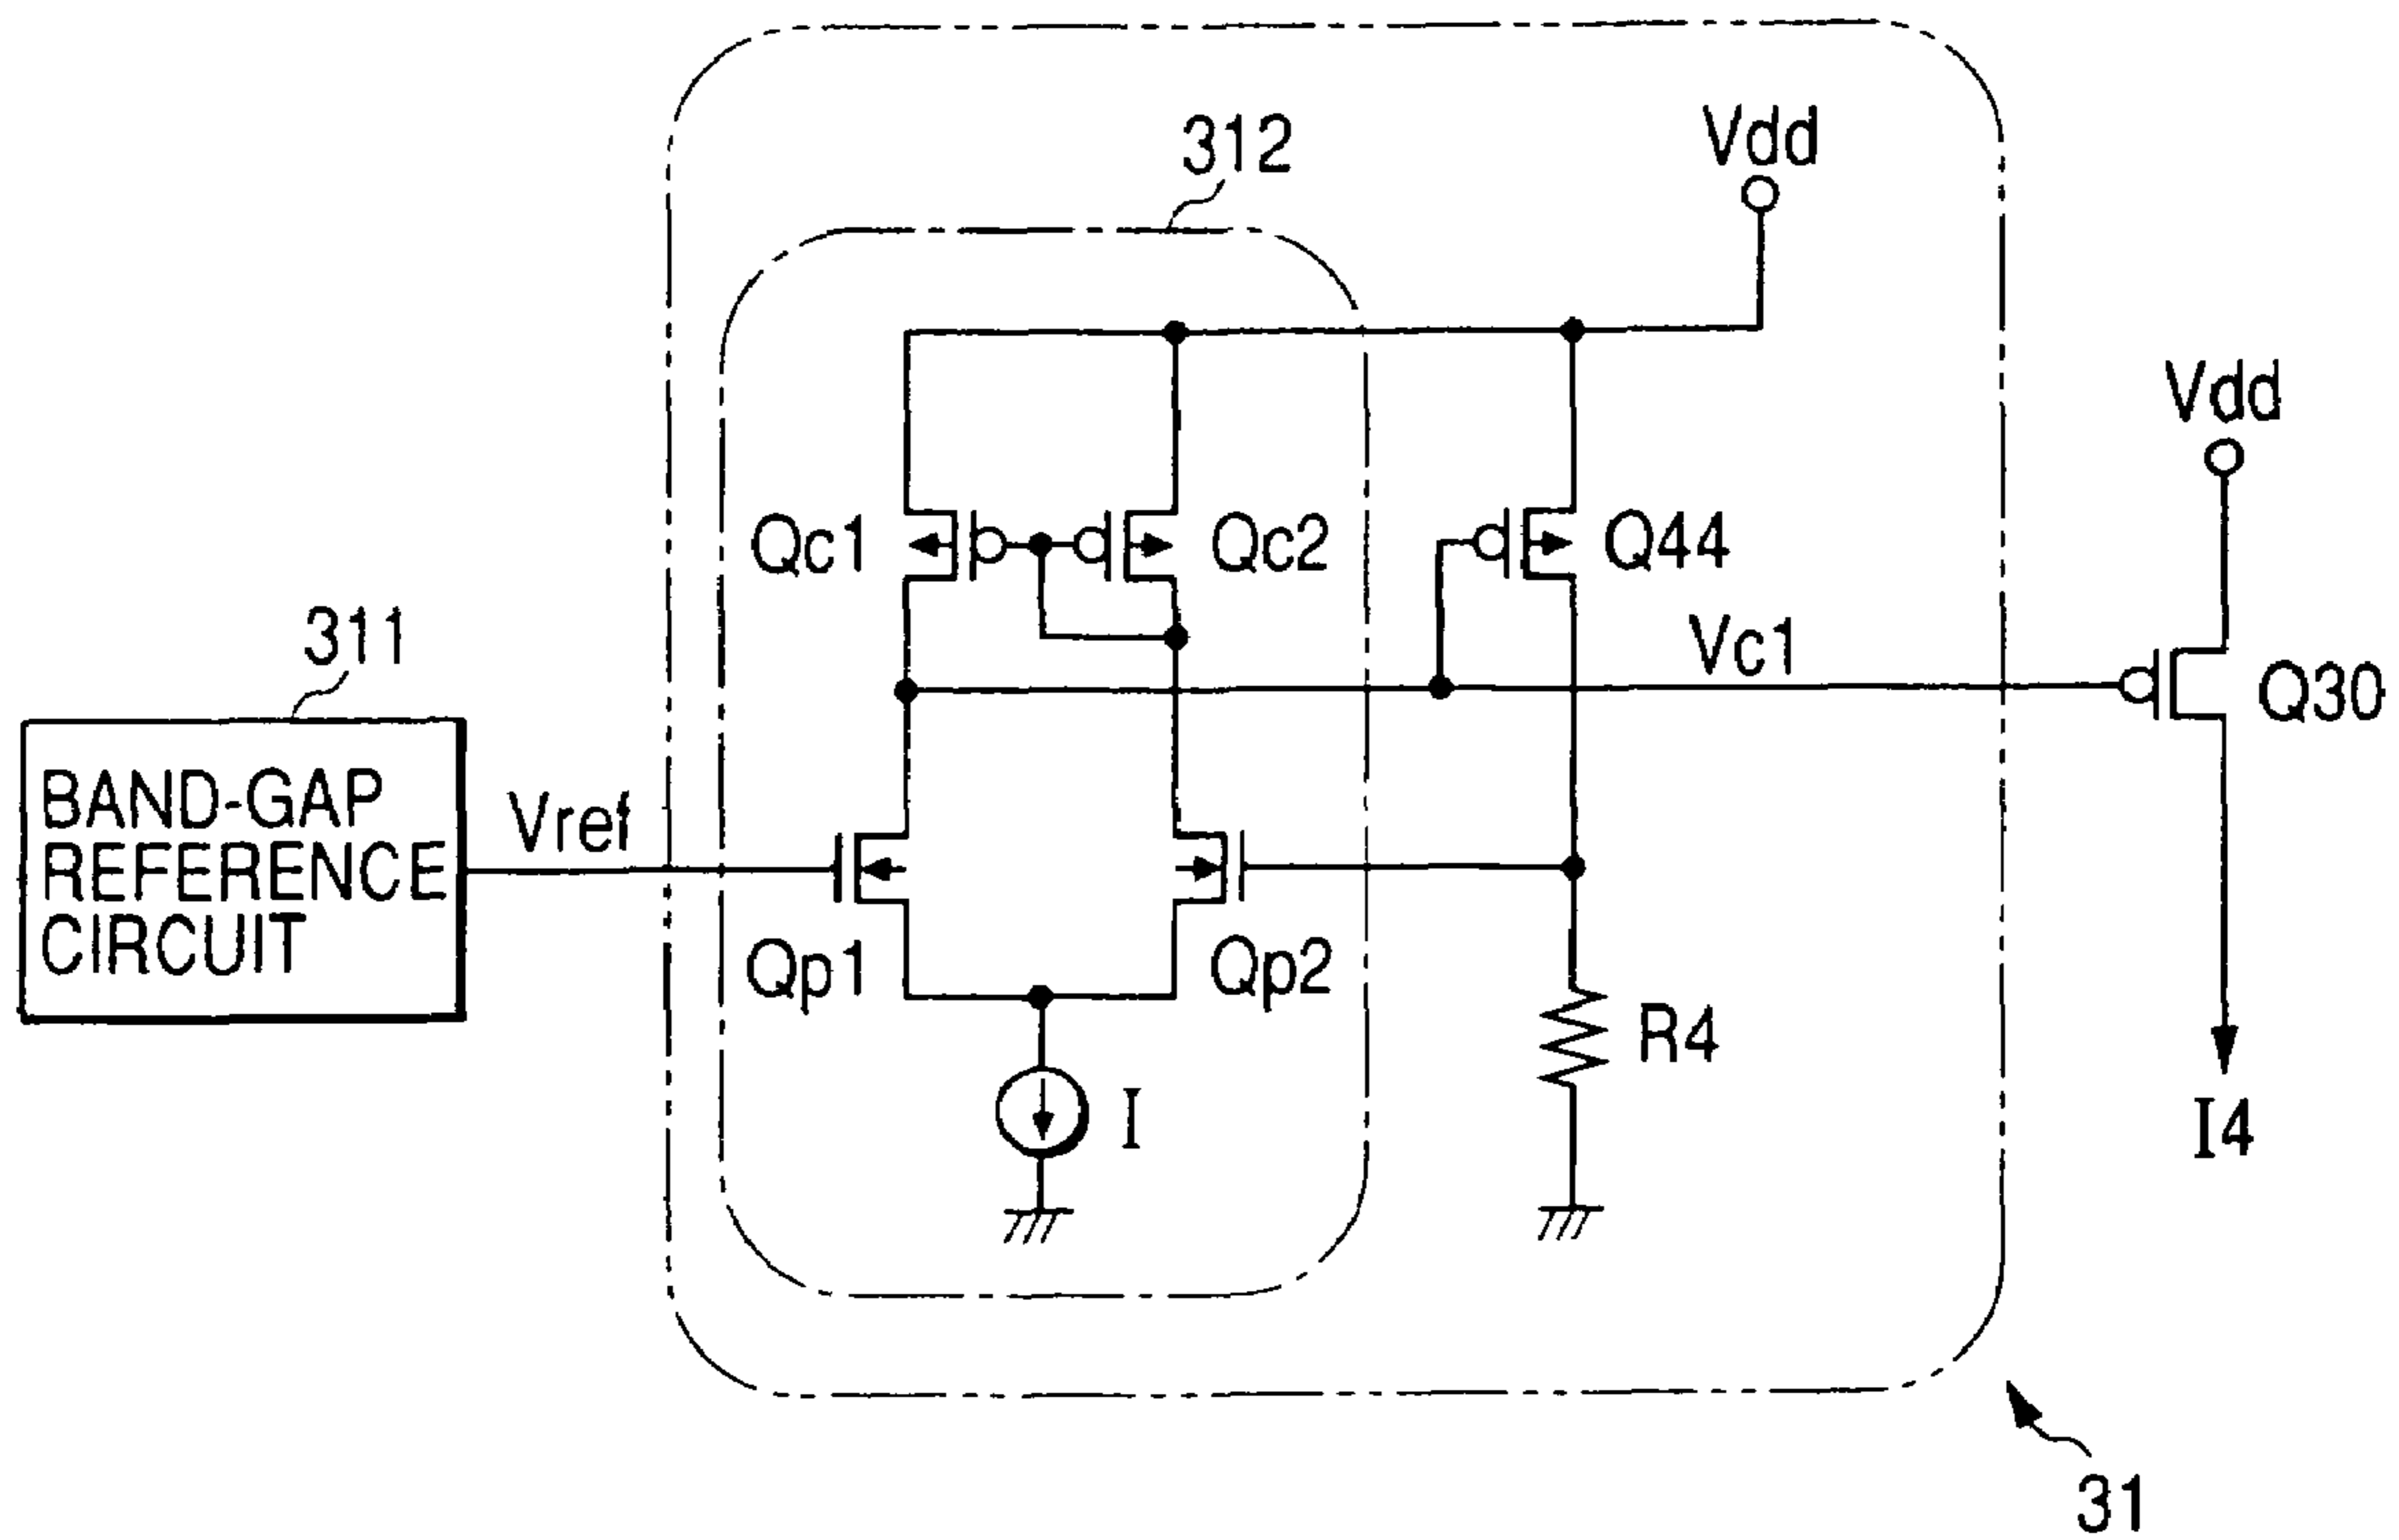 312
Vdd
Vdd
Qc1
Qc2
Q44
311
Vc1
Q30
BAND-GAP
REFERENCE
CIRCUIT
Vref
Qp1
Qp2
R4
I
I4
31